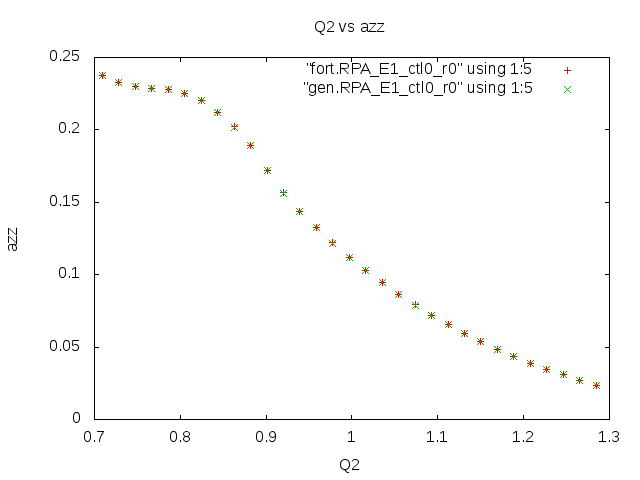 Q2 vs azz
"fort.RPA_E1_ctl0_r0" using 1:5
"gen.RPA_E1_ctl0_r0" using 1:5
0.25
0.2
0.15
0.1
0.05
0
azz
0.7 0.8 0.9 1 1.1 1.2 1.3
Q2